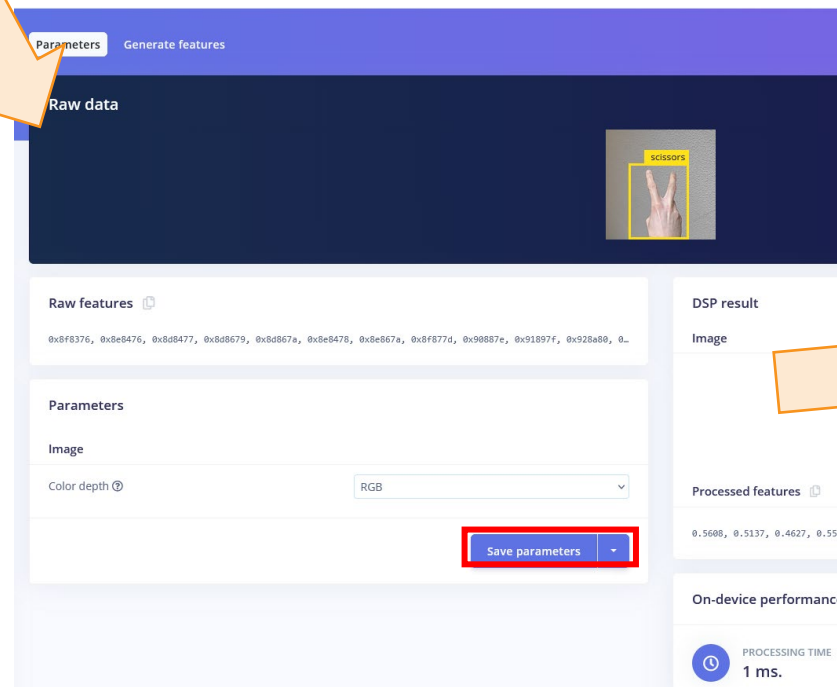 Parameters Generate features
Raw data
scissors
Raw features
0x8f8376, 0x8e8476, 0x8d8477, 0x8d8679, 0x8d867a, 0x8e8478, 0x8e867a, 0x8f877d, 0x90887e, 0x91897f, 0x928a80, 0…
Parameters
Image
Color depth
RGB
Save parameters
DSP result
Image
Processed features
0.5608, 0.5137, 0.4627, 0.55
On-device performanc
PROCESSING TIME
1 ms.